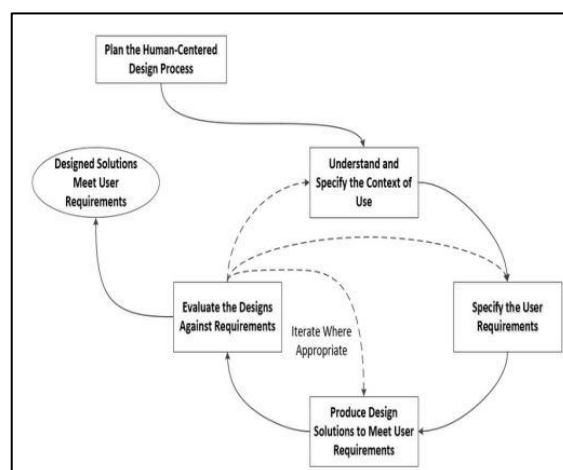 Plan the Human-Centered
Design Process
Designed Solutions
Meet User
Requirements
Understand and
Specify the Context of
Use
Evaluate the Designs
Against Requirements
Iterate Where
Appropriate
Specify the User
Requirements
Produce Design
Solutions to Meet User
Requirements